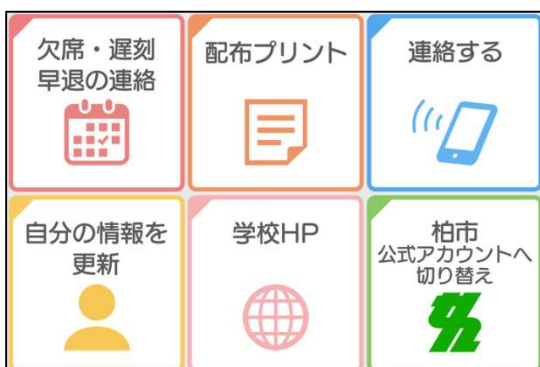 欠席・遅刻
早退の連絡
配布プリント
連絡する
自分の情報を
更新
学校HP
柏市
公式アカウントへ
切り替え